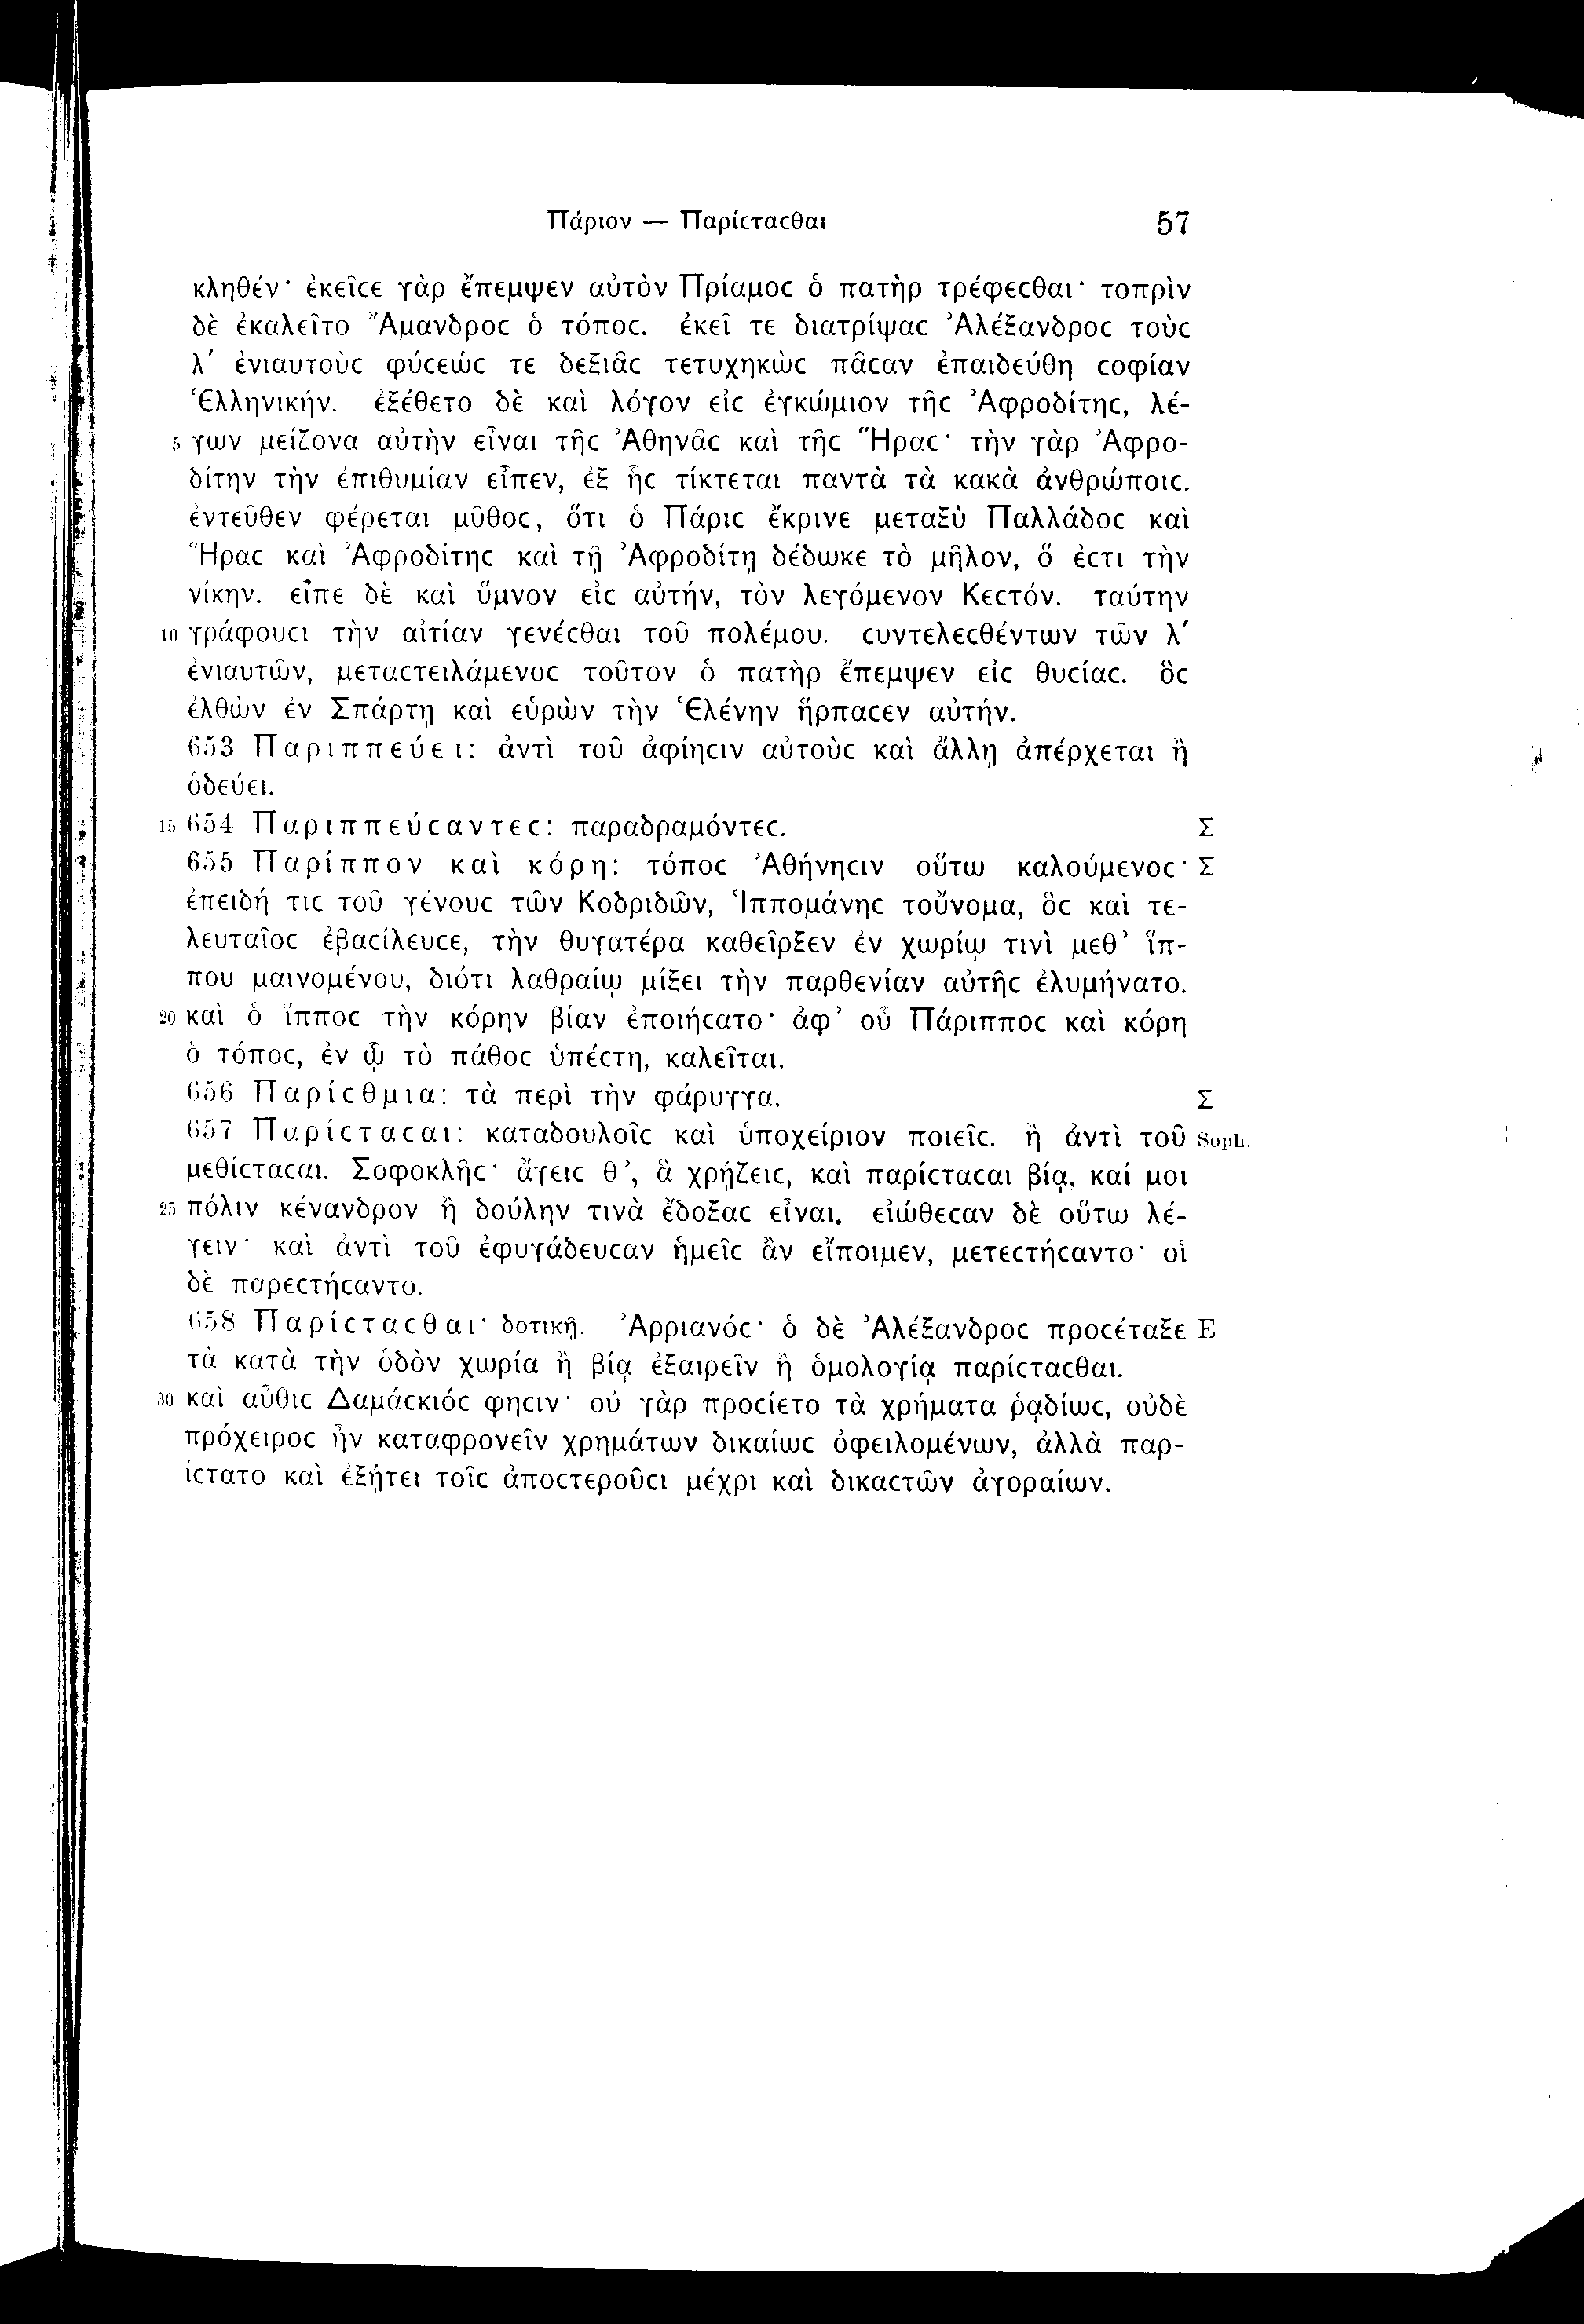 Πάριον — Παρίϲταϲθαι 57
κληθέν· ἐκεῖϲε γὰρ ἔπεμψεν αὐτὸν Πρίαμοϲ ὁ πατὴρ τρέφεϲθαι· τοπρὶν
δὲ ἐκαλεῖτο Ἄμανδροϲ ὁ τόποϲ. ἐκεῖ τε διατρίψαϲ Ἀλέξανδροϲ τοὺϲ
λʹ ἐνιαυτοὺϲ φύϲεώϲ τε δεξιᾶϲ τετυχηκὼϲ πᾶϲαν ἐπαιδεύθη ϲοφίαν
Ἑλληνικήν. ἐξέθετο δὲ καὶ λόγον εἰϲ ἐγκώμιον τῆϲ Ἀφροδίτηϲ, λέ-
5 γων μείζονα αὐτὴν εἶναι τῆϲ Ἀθηνᾶϲ καὶ τῆϲ Ἥραϲ· τὴν γὰρ Ἀφρο-
δίτην τὴν ἐπιθυμίαν εἶπεν, ἐξ ἧϲ τίκτεται παντὰ τὰ κακὰ ἀνθρώποιϲ.
ἐντεῦθεν φέρεται μῦθοϲ, ὅτι ὁ Πάριϲ ἔκρινε μεταξὺ Παλλάδοϲ καὶ
Ἥραϲ καὶ Ἀφροδίτηϲ καὶ τῇ Ἀφροδίτῃ δέδωκε τὸ μῆλον, ὅ ἐϲτι τὴν
νίκην. εἶπε δὲ καὶ ὕμνον εἰϲ αὐτήν, τὸν λεγόμενον Κεϲτόν. ταύτην
10 γράφουϲι τὴν αἰτίαν γενέϲθαι τοῦ πολέμου. ϲυντελεϲθέντων τῶν λʹ
ἐνιαυτῶν, μεταϲτειλάμενοϲ τοῦτον ὁ πατὴρ ἔπεμψεν εἰϲ θυϲίαϲ. ὃϲ
ἐλθὼν ἐν Σπάρτῃ καὶ εὑρὼν τὴν Ἑλένην ἥρπαϲεν αὐτήν.
653 Παριππεύει: ἀντὶ τοῦ ἀφίηϲιν αὐτοὺϲ καὶ ἄλλῃ ἀπέρχεται ἢ
ὁδεύει.
15 654 Παριππεύϲαντεϲ: παραδραμόντεϲ. Σ
655 Παρίππον καὶ κόρη: τόποϲ Ἀθήνηϲιν οὕτω καλούμενοϲ· Σ
ἐπειδή τιϲ τοῦ γένουϲ τῶν Κοδριδῶν, Ἱππομάνηϲ τοὔνομα, ὃϲ καὶ τε-
λευταῖοϲ ἐβαϲίλευϲε, τὴν θυγατέρα καθεῖρξεν ἐν χωρίῳ τινὶ μεθ’ ἵπ-
που μαινομένου, διότι λαθραίῳ μίξει τὴν παρθενίαν αὐτῆϲ ἐλυμήνατο.
20 καὶ ὁ ἵπποϲ τὴν κόρην βίαν ἐποιήϲατο· ἀφ’ οὗ Πάριπποϲ καὶ κόρη
ὁ τόποϲ, ἐν ᾧ τὸ πάθοϲ ὑπέϲτη, καλεῖται.
656 Παρίϲθμια: τὰ περὶ τὴν φάρυγγα. Σ
657 Παρίϲταϲαι: καταδουλοῖϲ καὶ ὑποχείριον ποιεῖϲ. ἢ ἀντὶ τοῦ Soph.
μεθίϲταϲαι. Σοφοκλῆϲ· ἄγειϲ θ’, ἃ χρῄζειϲ, καὶ παρίϲταϲαι βίᾳ, καί μοι
25 πόλιν κένανδρον ἢ δούλην τινὰ ἔδοξαϲ εἶναι. εἰώθεϲαν δὲ οὕτω λέ-
γειν· καὶ ἀντὶ τοῦ ἐφυγάδευϲαν ἡμεῖϲ ἂν εἴποιμεν, μετεϲτήϲαντο· οἱ
δὲ παρεϲτήϲαντο.
658 Παρίϲταϲθαι· δοτικῇ. Ἀρριανόϲ· ὁ δὲ Ἀλέξανδροϲ προϲέταξε E
τὰ κατὰ τὴν ὁδὸν χωρία ἢ βίᾳ ἐξαιρεῖν ἢ ὁμολογίᾳ παρίϲταϲθαι.
30 καὶ αὖθιϲ Δαμάϲκιόϲ φηϲιν· οὐ γὰρ προϲίετο τὰ χρήματα ῥᾳδίωϲ, οὐδὲ
πρόχειροϲ ἦν καταφρονεῖν χρημάτων δικαίωϲ ὀφειλομένων, ἀλλὰ παρ-
ίϲτατο καὶ ἐξῄτει τοῖϲ ἀποϲτεροῦϲι μέχρι καὶ δικαϲτῶν ἀγοραίων.